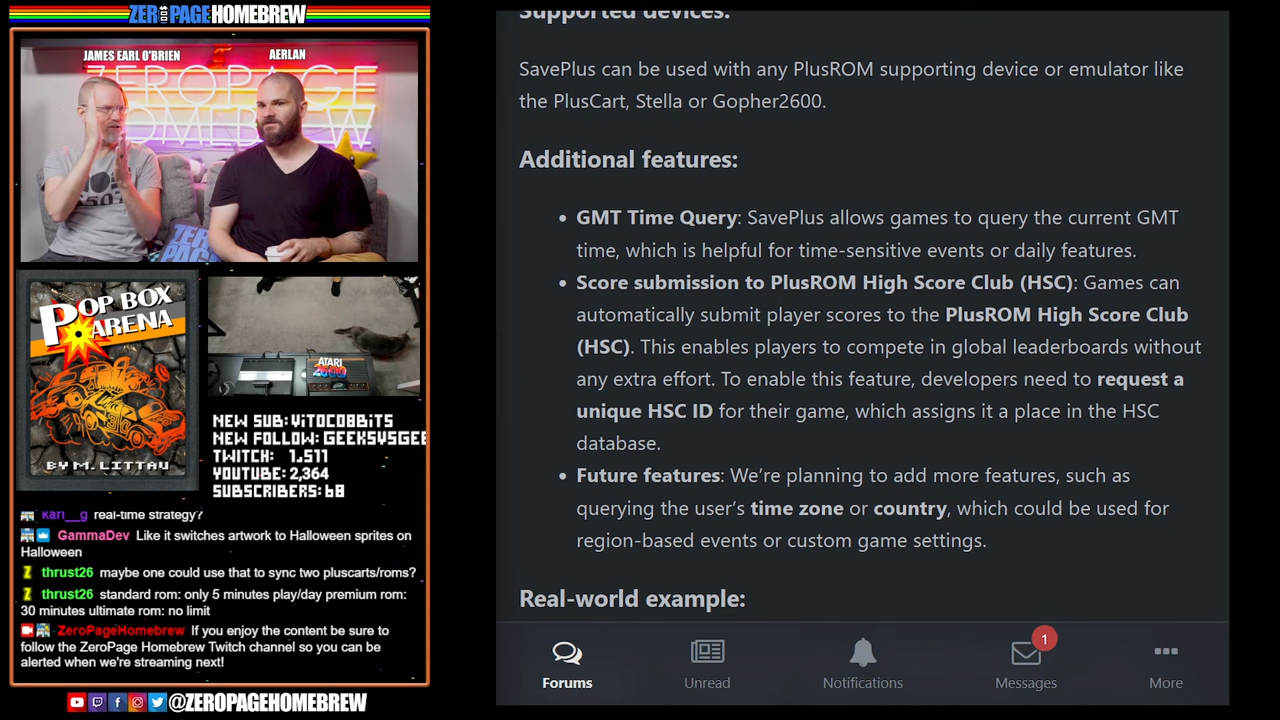 ZEROPAGE HOMEBREW
JAMES EARL O'BRIEN
AERLAN
ZEROPAGE
HOMEBREW
POP BOX
ARENA
BY M. LITTAU
ATARI
2600
NEW SUB: VITOCO8BITS
NEW FOLLOW: GEEKSYSGEE
TWITCH: 1,511
YOUTUBE: 2,364
SUBSCRIBERS: 68
kari__g real-time strategy?
GammaDev Like it switches artwork to Halloween sprites on
Halloween
thrust26 maybe one could use that to sync two pluscarts/roms?
thrust26 standard rom: only 5 minutes play/day premium rom:
30 minutes ultimate rom: no limit
ZeroPageHomebrew If you enjoy the content be sure to
follow the ZeroPage Homebrew Twitch channel so you can be
alerted when we're streaming next!
@ZEROPAGEHOMEBREW
Supported devices:
SavePlus can be used with any PlusROM supporting device or emulator like
the PlusCart, Stella or Gopher2600.
Additional features:
• GMT Time Query: SavePlus allows games to query the current GMT
time, which is helpful for time-sensitive events or daily features.
• Score submission to PlusROM High Score Club (HSC): Games can
automatically submit player scores to the PlusROM High Score Club
(HSC). This enables players to compete in global leaderboards without
any extra effort. To enable this feature, developers need to request a
unique HSC ID for their game, which assigns it a place in the HSC
database.
• Future features: We're planning to add more features, such as
querying the user's time zone or country, which could be used for
region-based events or custom game settings.
Real-world example:
Forums
Unread
Notifications
1
Messages
More